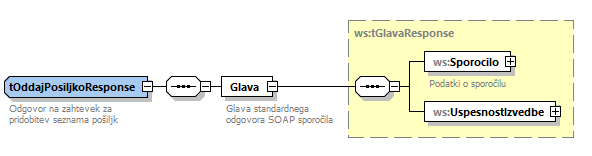 ws:tGlavaResponse
ws:Sporocilo
Podatki o sporočilu
tOddajPosiljkoResponse
Odgovor na zahtevek za
pridobitev seznama pošiljk
Glava
Glava standardnega
odgovora SOAP sporočila
ws:UspesnostIzvedbe